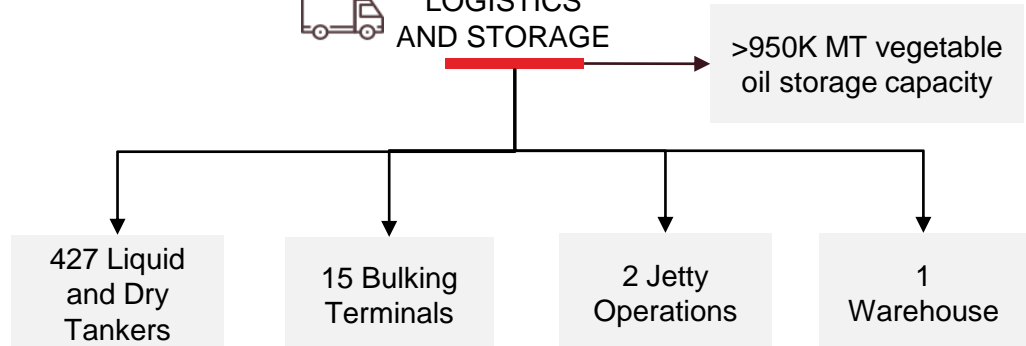 LOGISTICS
AND STORAGE
>950K MT vegetable
oil storage capacity
427 Liquid
and Dry
Tankers
15 Bulking
Terminals
2 Jetty
Operations
1
Warehouse